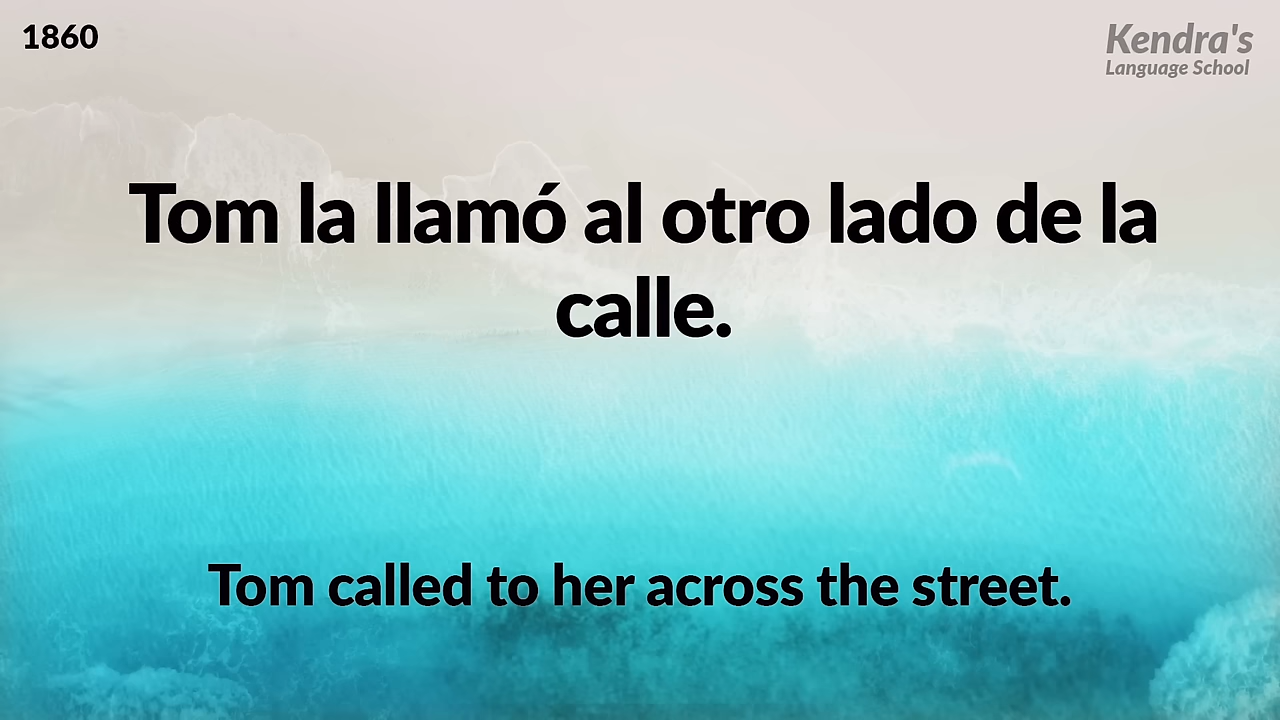 1860
Kendra's
Language School
Tom la llamó al otro lado de la
calle.
Tom called to her across the street.